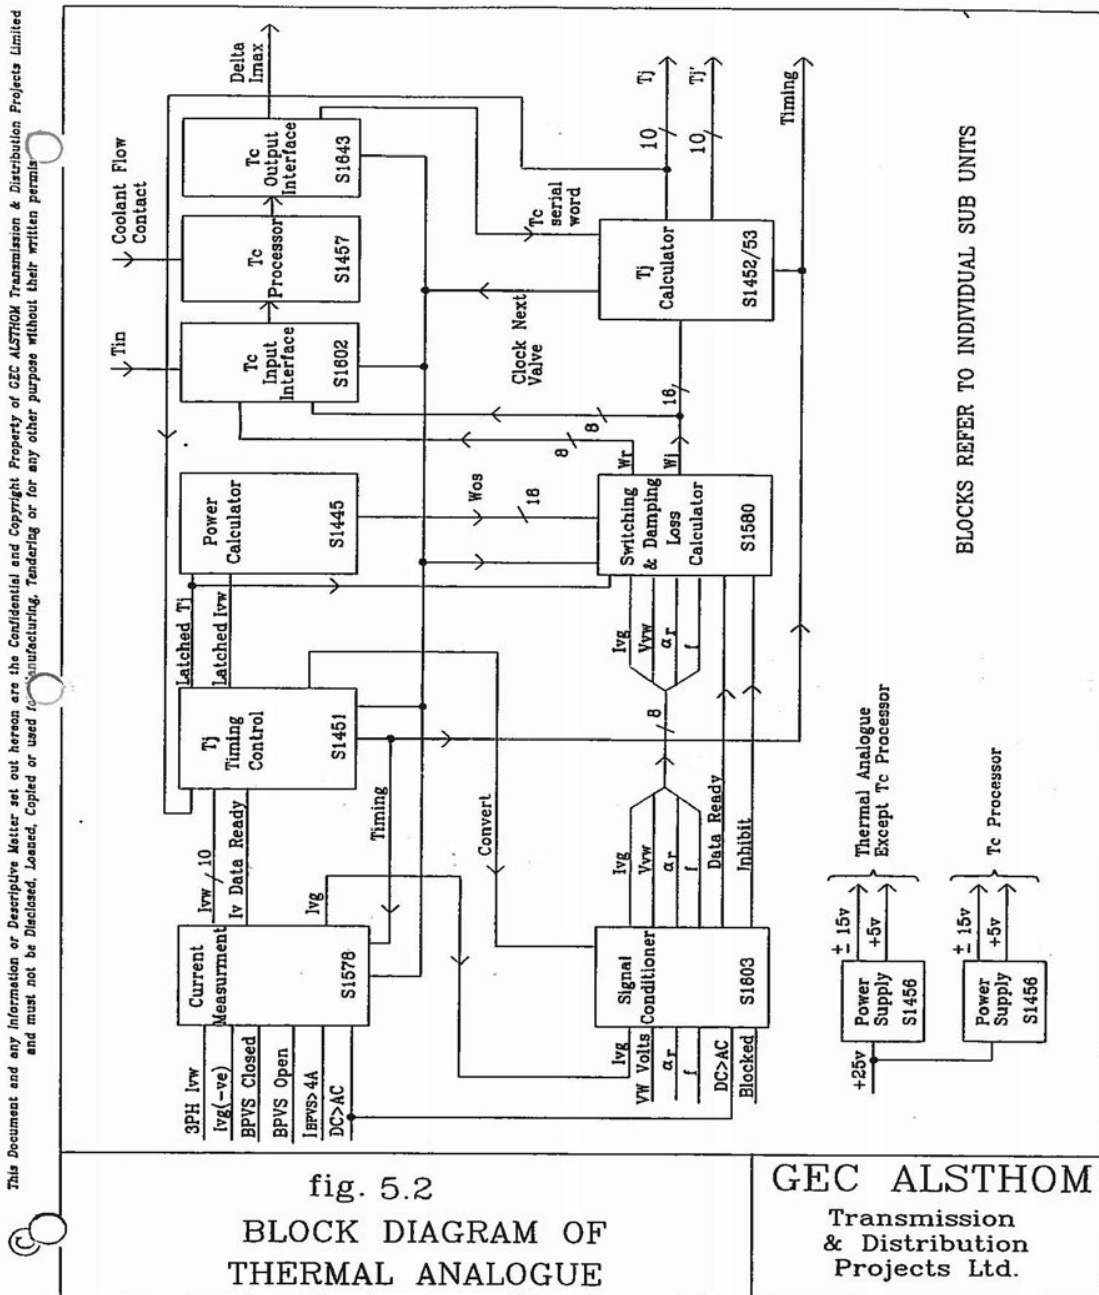 This Document and any Information or Descriptive Matter set out hereon are the Confidential and Copyright Property of GEC ALSTHOM Transmission & Distribution Projects Limited
and must not be Disclosed, Loaned, Copied or used for Manufacturing, Tendering or for any other purpose without their written permis
©
Delta
Imax
Tc
Output
Interface
S1643
Coolant Flow
Contact
Tc
Processor
S1457
Tin
Tc
Input
Interface
S1602
Tc serial
word
Tj
10
Tj'
10
Timing
Tj
Calculator
S1452/53
Clock Next
Valve
16
8
8
Wr
Wj
Power
Calculator
S1445
Wos
16
Switching
& Damping
Loss
Calculator
S1580
Latched Tj
Latched Ivw
Ivg
Vvw
αr
f
Tj
Timing
Control
S1451
8
Timing
Convert
Ivw
10
Iv Data Ready
Ivg
Ivg
Vvw
αr
f
Data Ready
Inhibit
Current
Measurment
S1578
Signal
Conditioner
S1603
3PH Ivw
Ivg(-ve)
BPVS Closed
BPVS Open
IBPVS>4A
DC>AC
Ivg
VW Volts
αr
f
DC>AC
Blocked
BLOCKS REFER TO INDIVIDUAL SUB UNITS
Thermal Analogue
Except Tc Processor
± 15v
+5v
Power
Supply
S1456
+25v
Tc Processor
± 15v
+5v
Power
Supply
S1456
fig. 5.2
BLOCK DIAGRAM OF
THERMAL ANALOGUE
GEC ALSTHOM
Transmission
& Distribution
Projects Ltd.